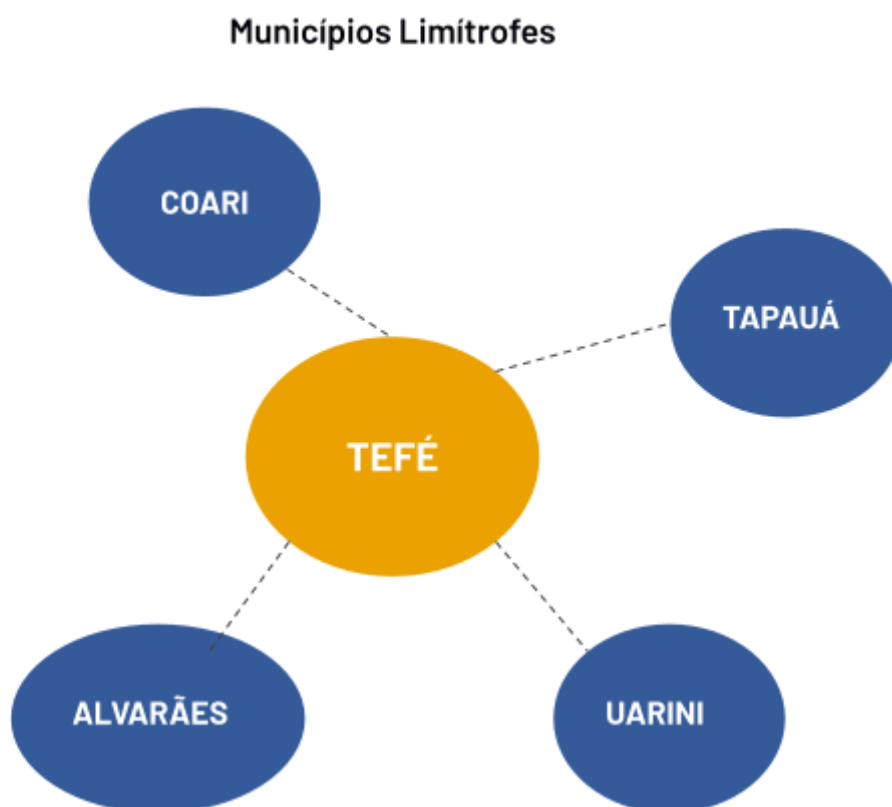 Municípios Limítrofes
COARI
TAPAUÁ
TEFÉ
ALVARÃES
UARINI